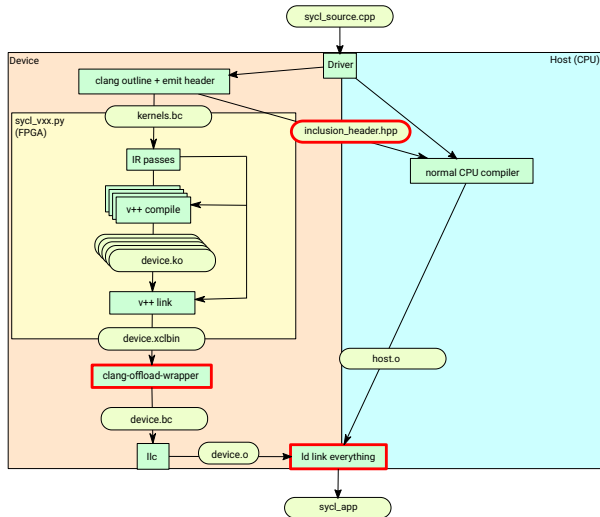 sycl_source.cpp
Device
Host (CPU)
Driver
clang outline + emit header
kernels.bc
sycl_vxx.py
(FPGA)
inclusion_header.hpp
IR passes
normal CPU compiler
v++ compile
device.ko
v++ link
device.xclbin
host.o
clang-offload-wrapper
device.bc
llc
device.o
ld link everything
sycl_app